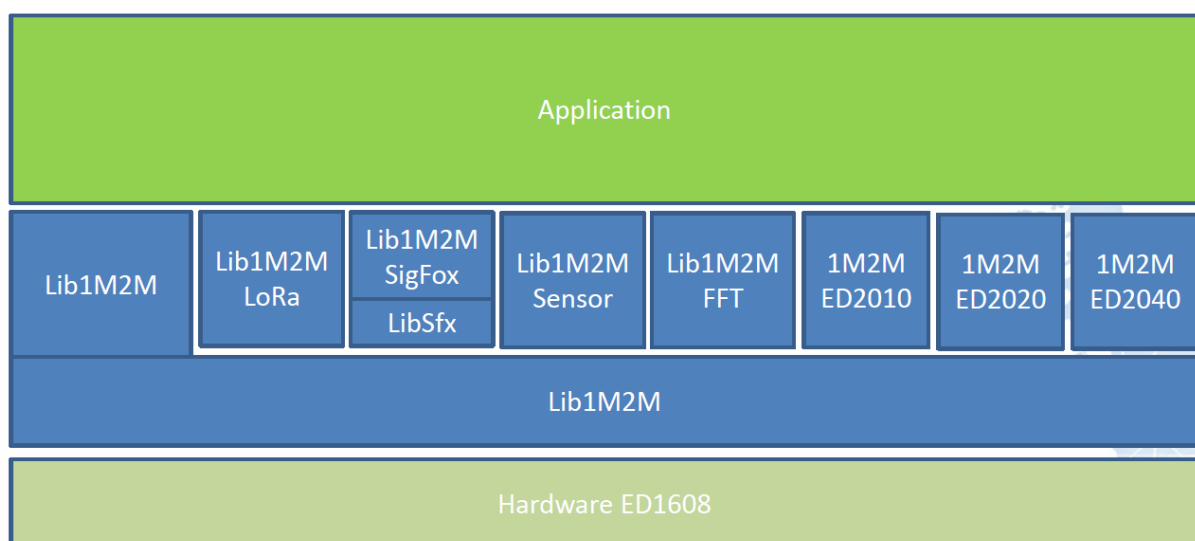 Application
Lib1M2M
Lib1M2M
LoRa
Lib1M2M
SigFox
LibSfx
Lib1M2M
Sensor
Lib1M2M
FFT
1M2M
ED2010
1M2M
ED2020
1M2M
ED2040
Lib1M2M
Hardware ED1608